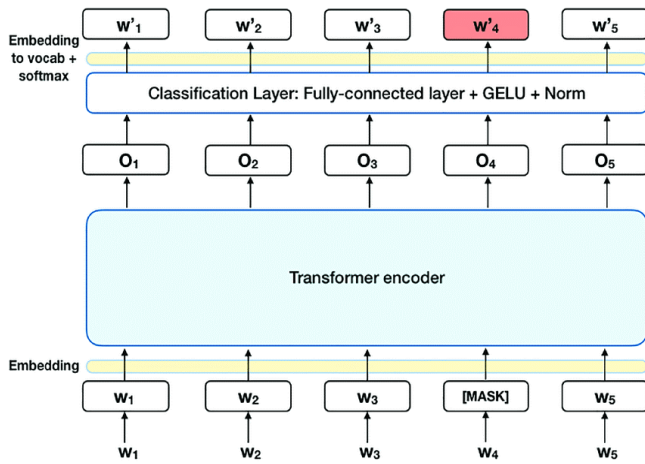 w'₁ w'₂ w'₃ w'₄ w'₅
Embedding
to vocab +
softmax
Classification Layer: Fully-connected layer + GELU + Norm
O₁ O₂ O₃ O₄ O₅
Transformer encoder
Embedding
w₁ w₂ w₃ [MASK] w₅
w₁ w₂ w₃ w₄ w₅